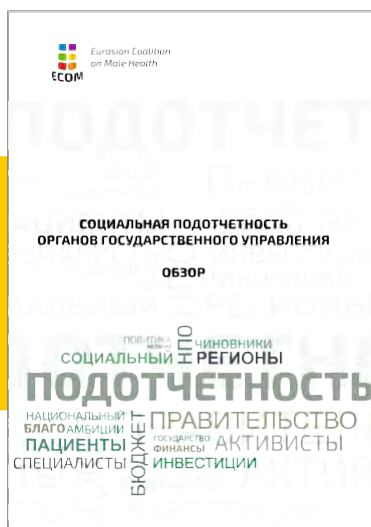 Eurasian Coalition
on Male Health
ECOM
СОЦИАЛЬНАЯ ПОДОТЧЕТНОСТЬ
ОРГАНОВ ГОСУДАРСТВЕННОГО УПРАВЛЕНИЯ
ОБЗОР
ПОЛИТИКА
НПО
ЧИНОВНИКИ
СОЦИАЛЬНЫЙ
РЕГИОНЫ
ПОДОТЧЕТНОСТЬ
НАЦИОНАЛЬНЫЙ
БЛАГО АМБИЦИИ
ПАЦИЕНТЫ
СПЕЦИАЛИСТЫ
БЮДЖЕТ
ПРАВИТЕЛЬСТВО
ГОСУДАРСТВО
ФИНАНСЫ
АКТИВИСТЫ
ИНВЕСТИЦИИ